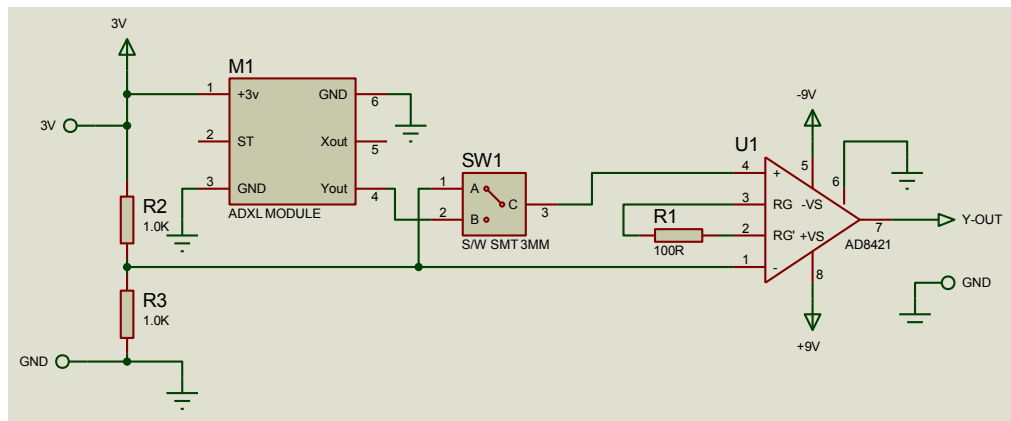 3V
3V
M1
1 +3v
GND 6
2 ST
Xout 5
3 GND
Yout 4
ADXL MODULE
R2
1.0K
R3
1.0K
GND
SW1
1 A
C 3
2 B
S/W SMT 3MM
R1
100R
U1
-9V
4 +
5
6
3 RG -VS
2 RG' +VS
1 -
7
8
AD8421
+9V
Y-OUT
GND